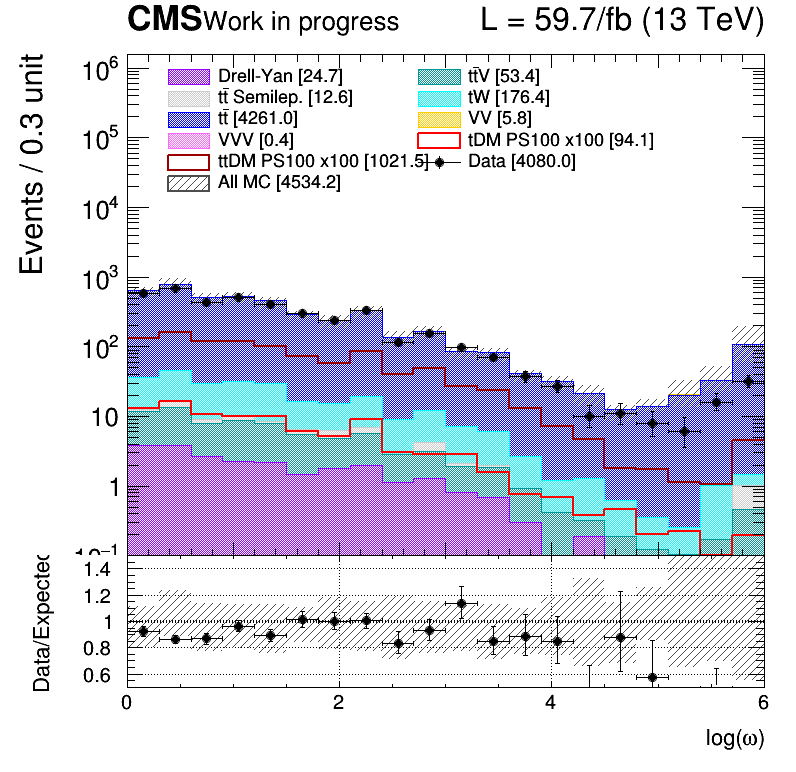 CMS Work in progress L = 59.7/fb (13 TeV)
Events / 0.3 unit
10⁶
10⁵
10⁴
10³
10²
10
1
10⁻¹
Drell-Yan [24.7] tt̄V [53.4]
tt̄ Semilep. [12.6] tW [176.4]
tt̄ [4261.0] VV [5.8]
VVV [0.4] tDM PS100 x100 [94.1]
ttDM PS100 x100 [1021.5] Data [4080.0]
All MC [4534.2]
Data/Expected
1.4
1.2
1
0.8
0.6
0 2 4 6
log(ω)